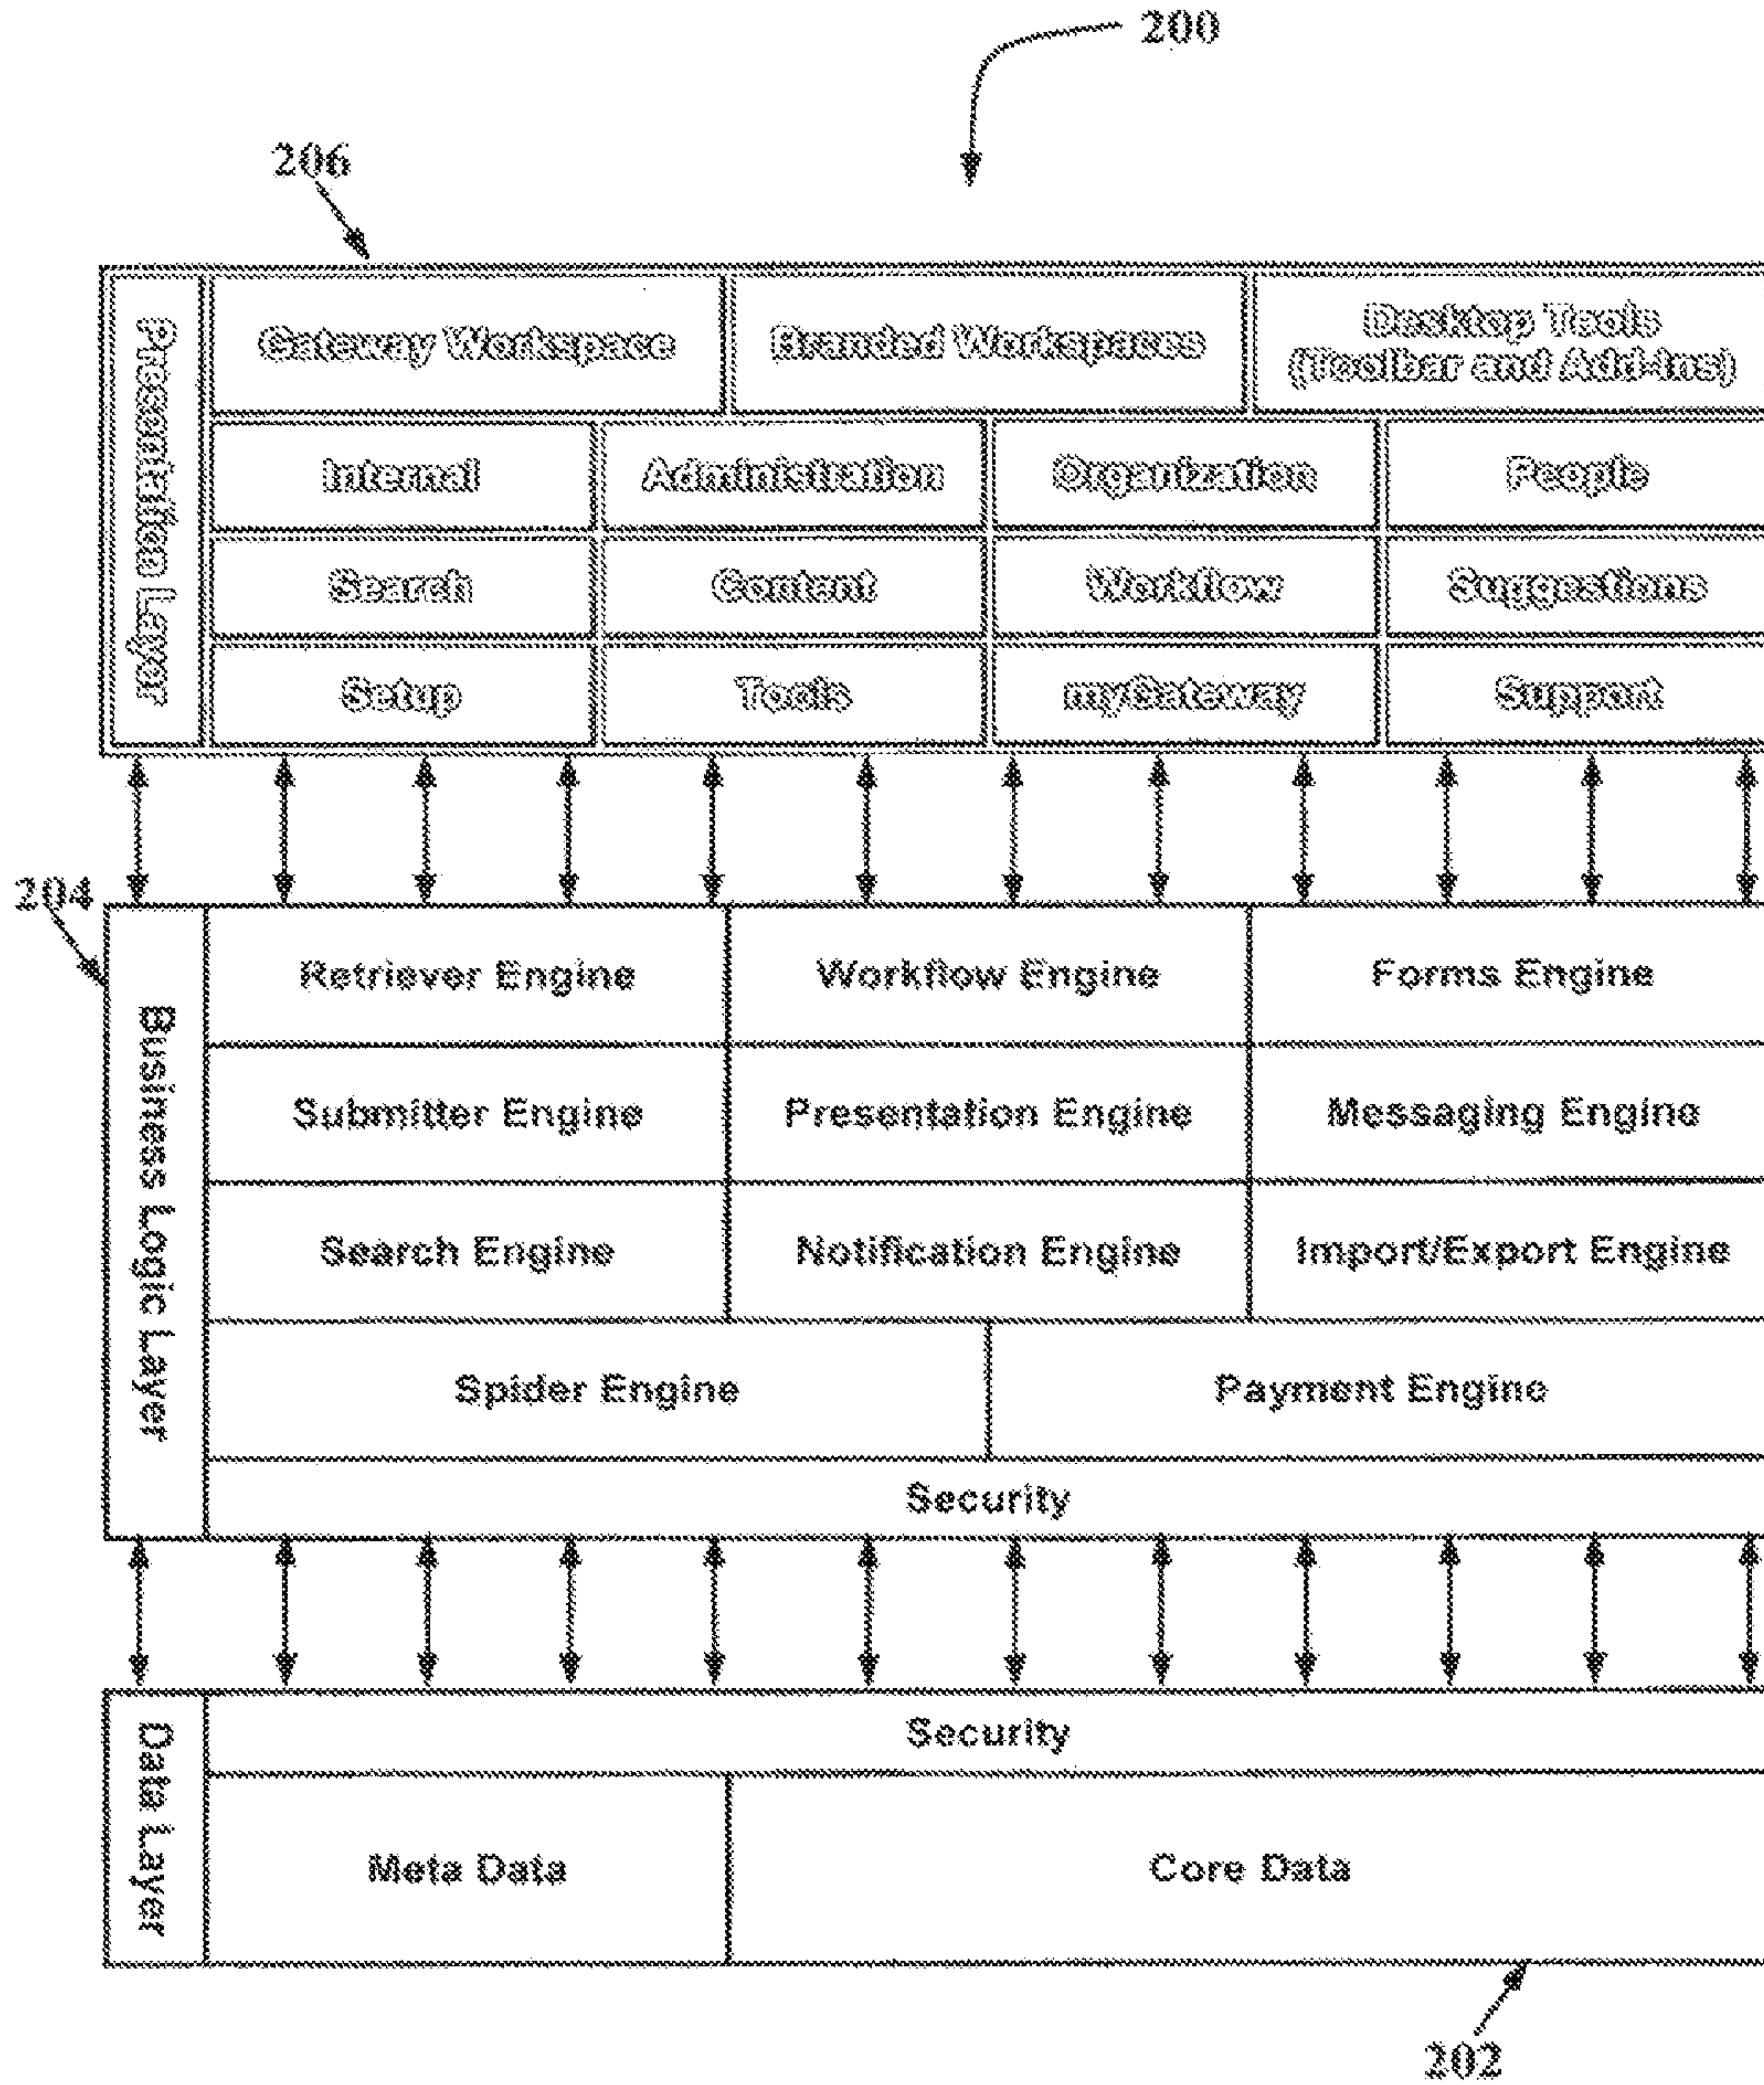 200
206
Presentation Layer
Gateway Workspace
Branded Workspaces
Desktop Tools
(Toolbar and Add-Ins)
Internal
Administration
Organization
People
Search
Content
Workflow
Suggestions
Setup
Tools
myGateway
Support
204
Business Logic Layer
Retriever Engine
Workflow Engine
Forms Engine
Submitter Engine
Presentation Engine
Messaging Engine
Search Engine
Notification Engine
Import/Export Engine
Spider Engine
Payment Engine
Security
Data Layer
Security
Meta Data
Core Data
202